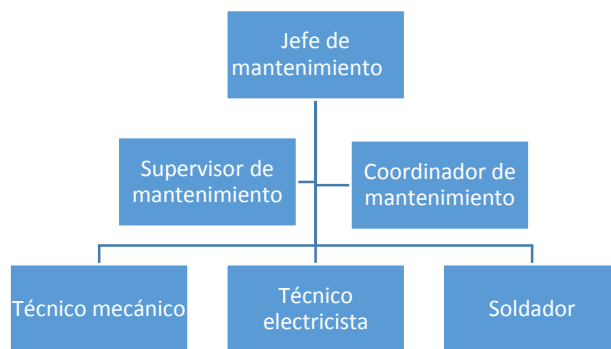 Jefe de
mantenimiento
Supervisor de
mantenimiento
Coordinador de
mantenimiento
Técnico mecánico
Técnico
electricista
Soldador